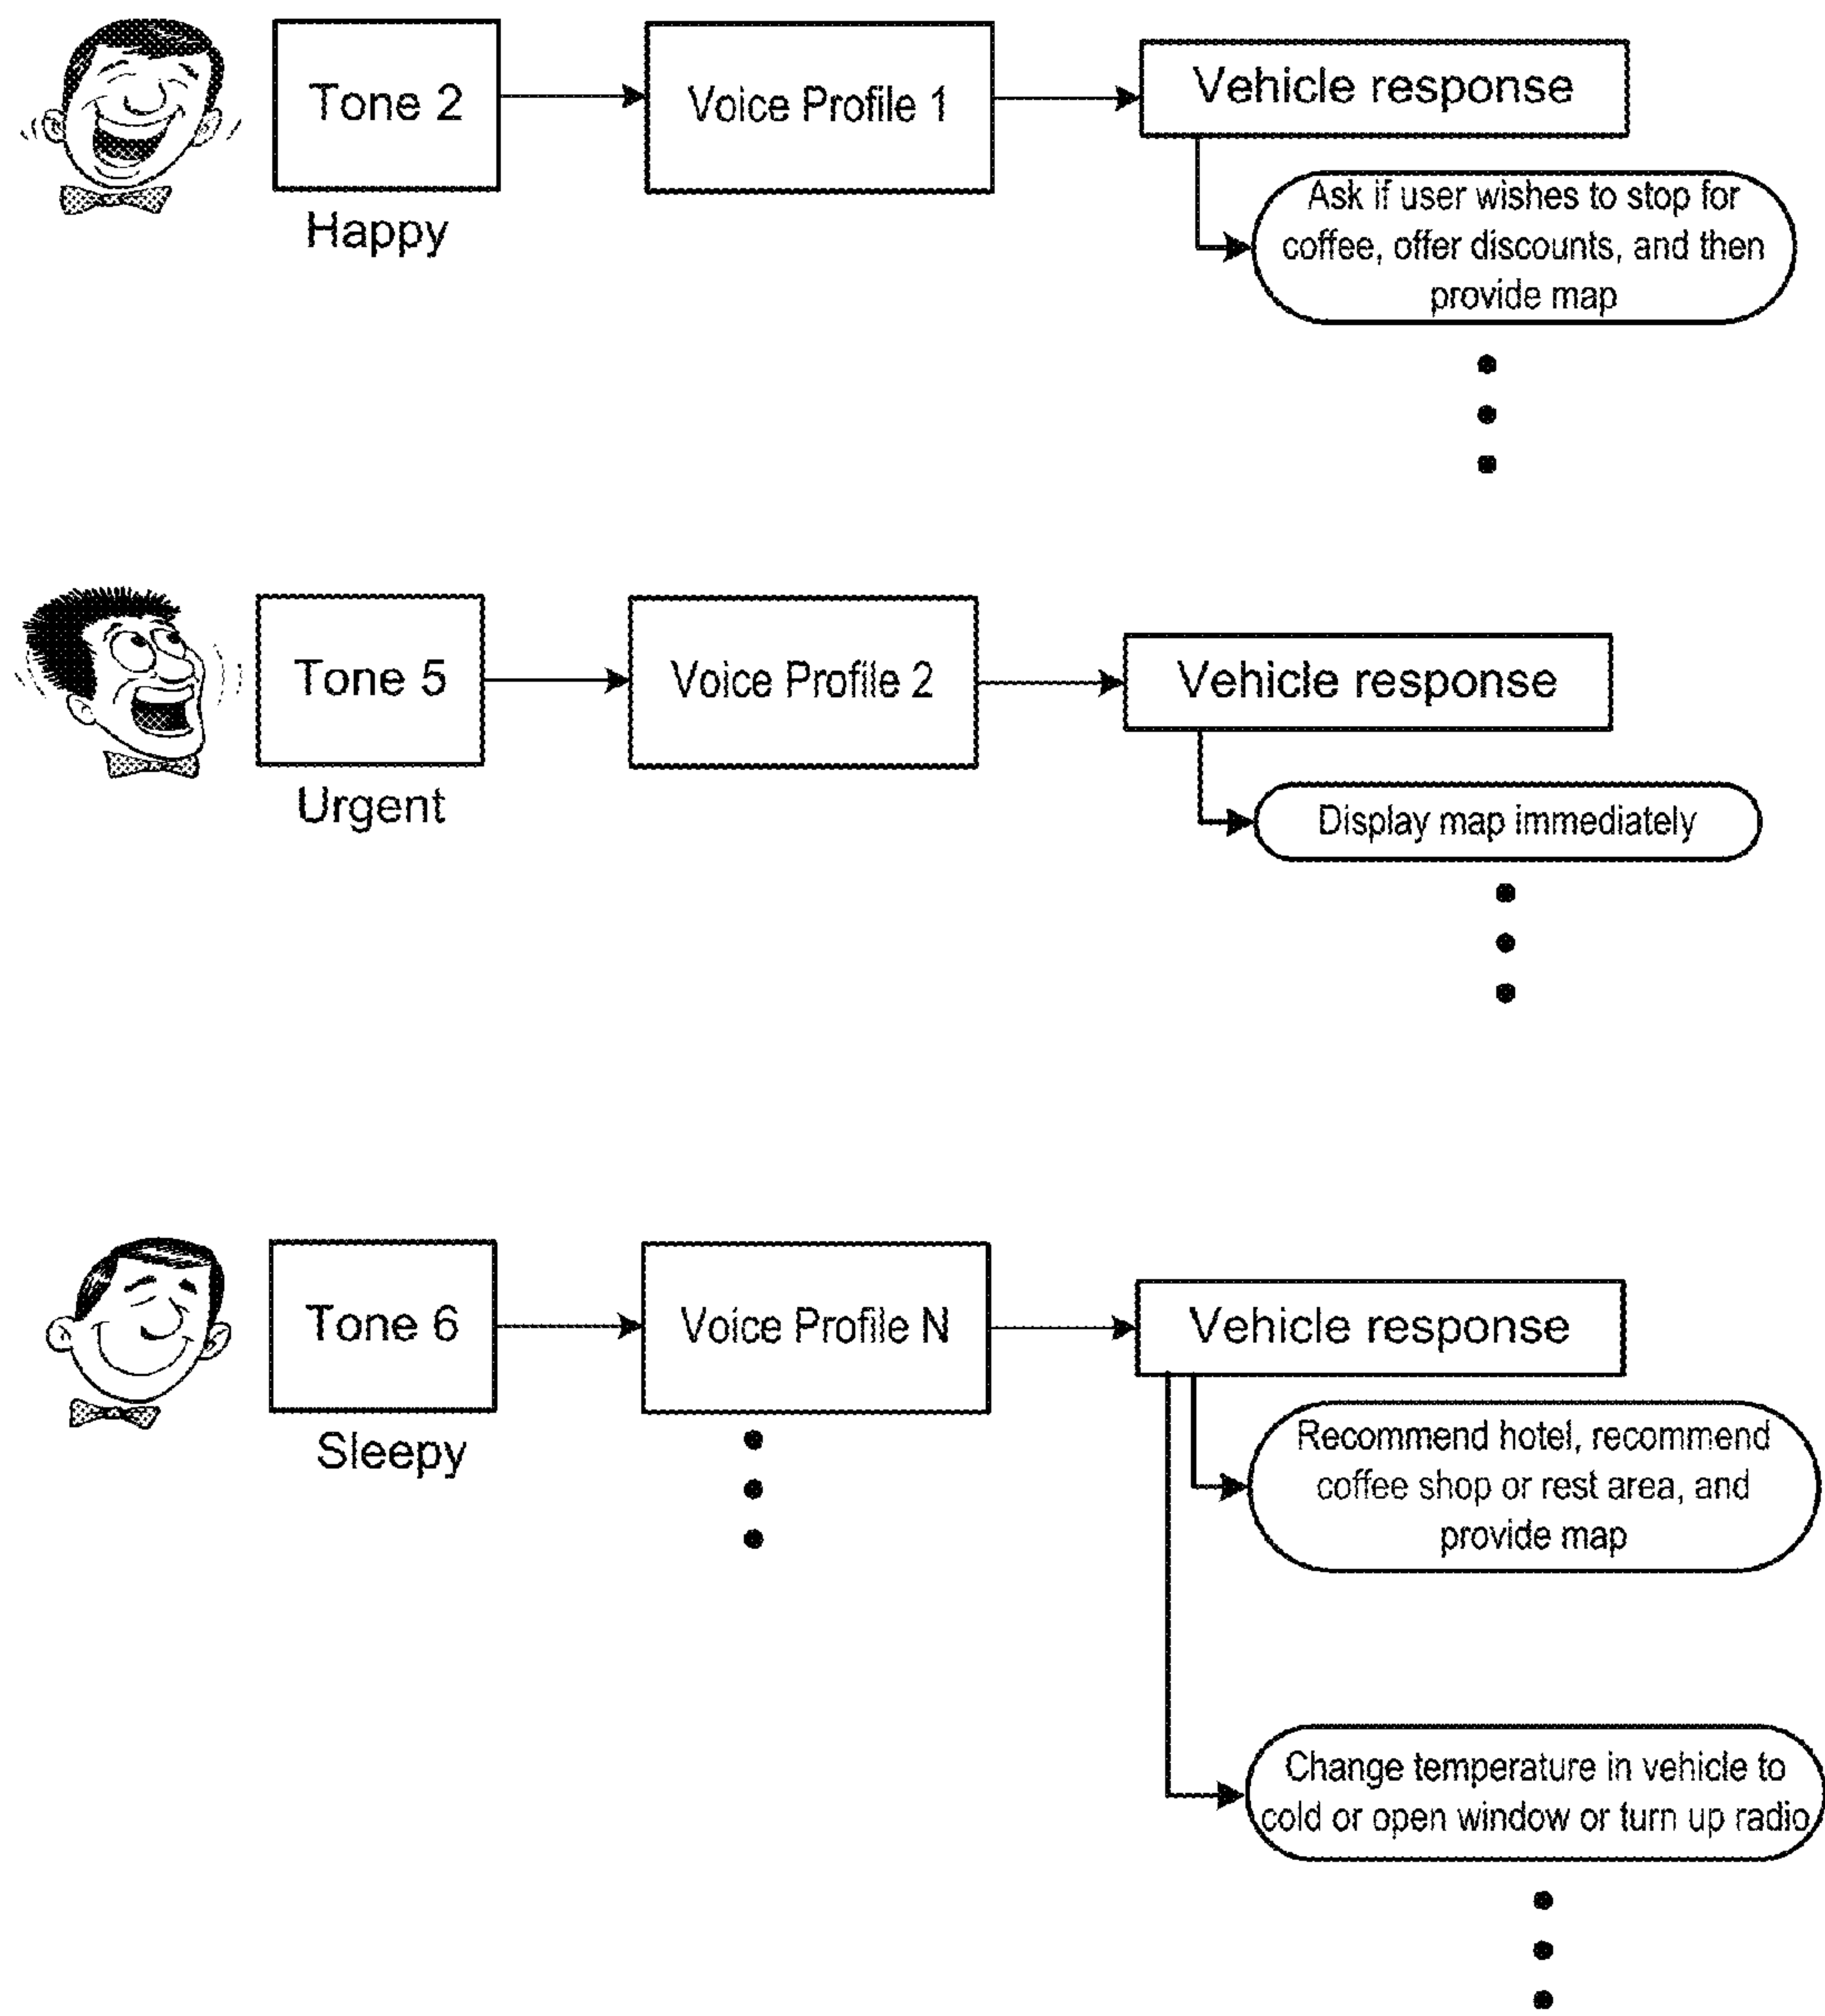 Tone 2
Happy
Voice Profile 1
Vehicle response
Ask if user wishes to stop for
coffee, offer discounts, and then
provide map
Tone 5
Urgent
Voice Profile 2
Vehicle response
Display map immediately
Tone 6
Sleepy
Voice Profile N
Vehicle response
Recommend hotel, recommend
coffee shop or rest area, and
provide map
Change temperature in vehicle to
cold or open window or turn up radio